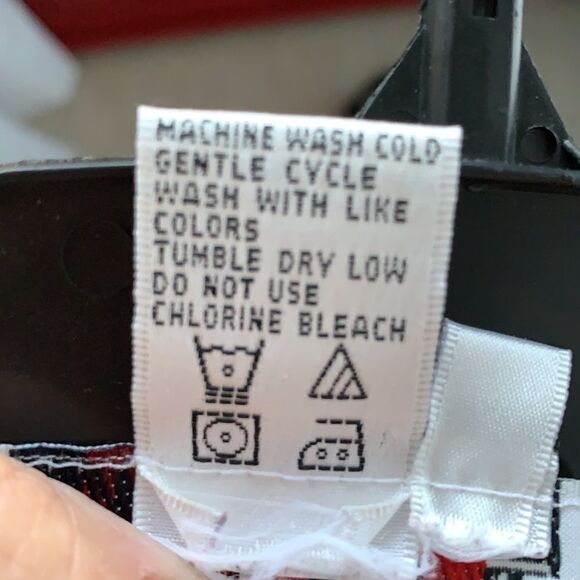 MACHINE WASH COLD
GENTLE CYCLE
WASH WITH LIKE
COLORS
TUMBLE DRY LOW
DO NOT USE
CHLORINE BLEACH